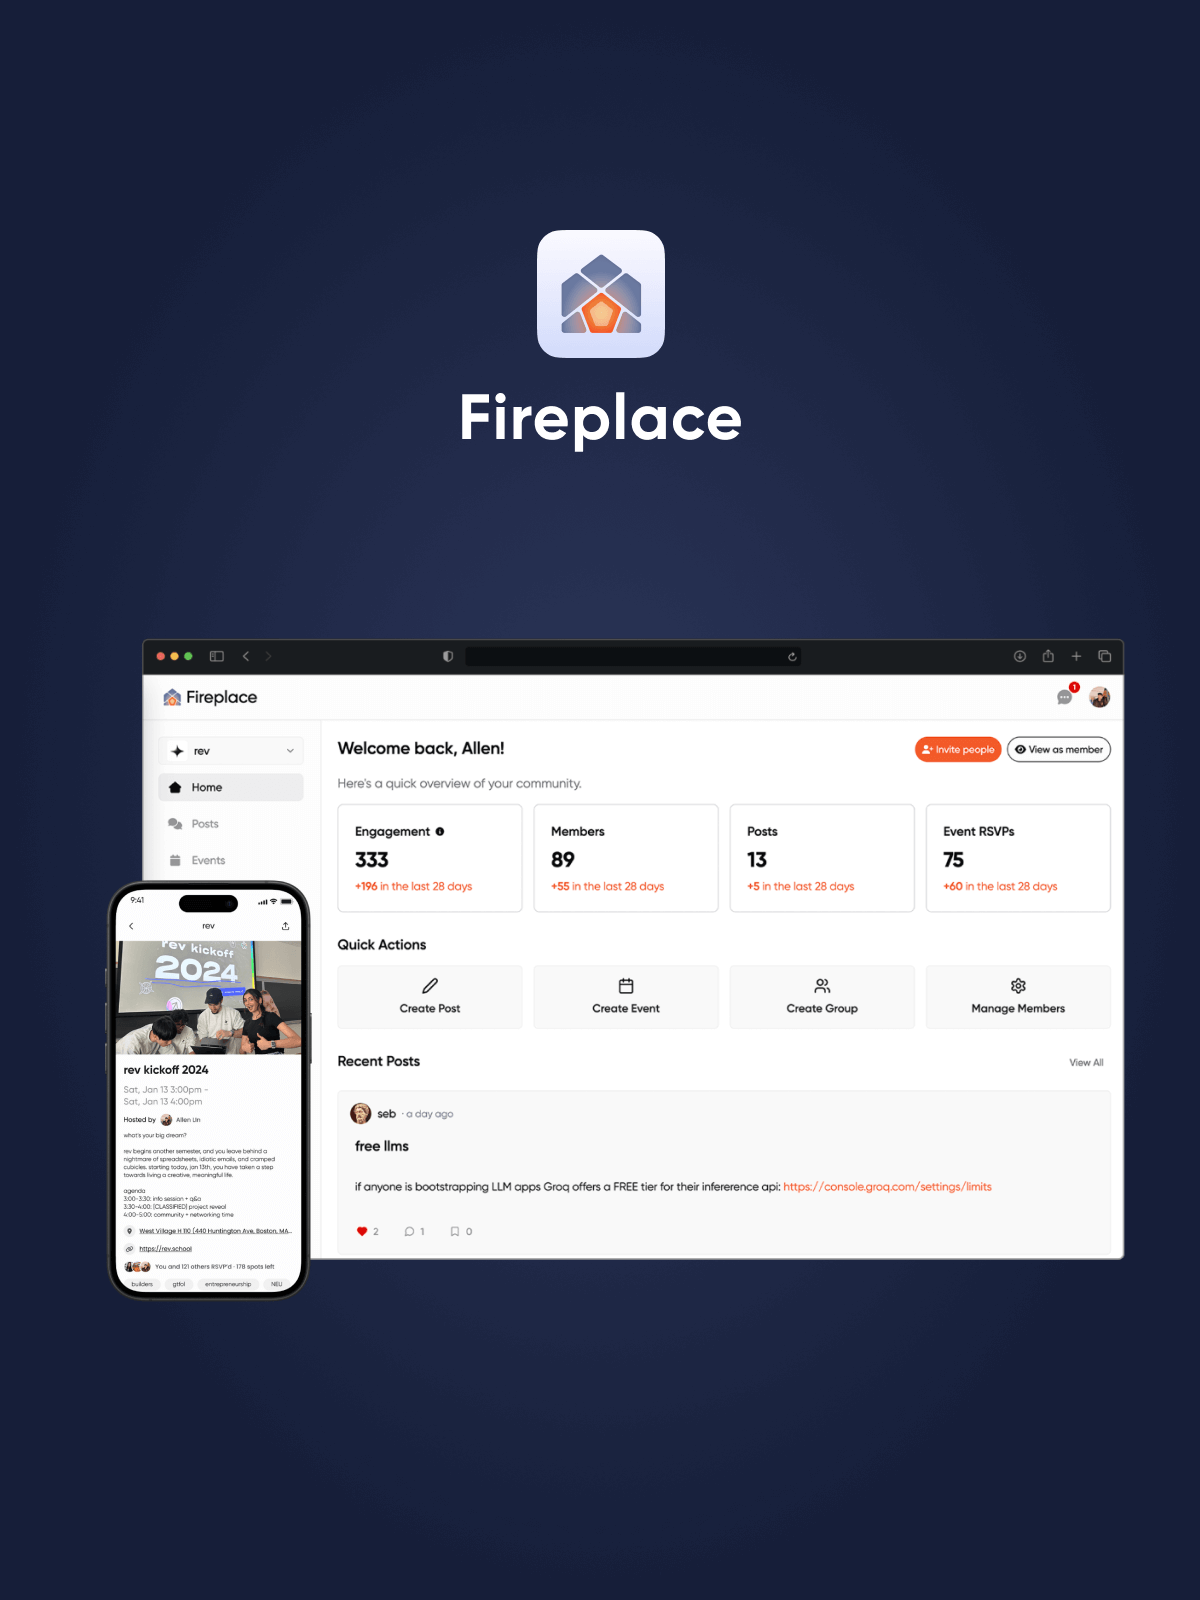 Fireplace
Fireplace
1
rev
Home
Posts
Events
Welcome back, Allen!
Invite people
View as member
Here's a quick overview of your community.
Engagement
333
+196 in the last 28 days
Members
89
+55 in the last 28 days
Posts
13
+5 in the last 28 days
Event RSVPs
75
+60 in the last 28 days
Quick Actions
Create Post
Create Event
Create Group
Manage Members
Recent Posts
View All
seb · a day ago
free llms
if anyone is bootstrapping LLM apps Groq offers a FREE tier for their infererence api: https://console.groq.com/settings/limits
2
1
0
9:41
rev
rev kickoff
2024
rev kickoff 2024
Sat, Jan 13 3:00pm -
Sat, Jan 13 4:00pm
Hosted by Allen Lin
what's your big dream?
rev begins another semester, and you leave behind a
nightmare of spreadsheets, idiotic emails, and cramped
cubicles. starting today, jan 13th, you have taken a step
towards living a creative, meaningful life.
agenda
3:00-3:30: info session + q&a
3:30-4:00: [CLASSIFIED] project reveal
4:00-5:00: community + networking time
West Village H 110 (440 Huntington Ave, Boston, MA...
https://rev.school
You and 121 others RSVP'd · 178 spots left
builders
gtfol
entrepreneurship
NEU